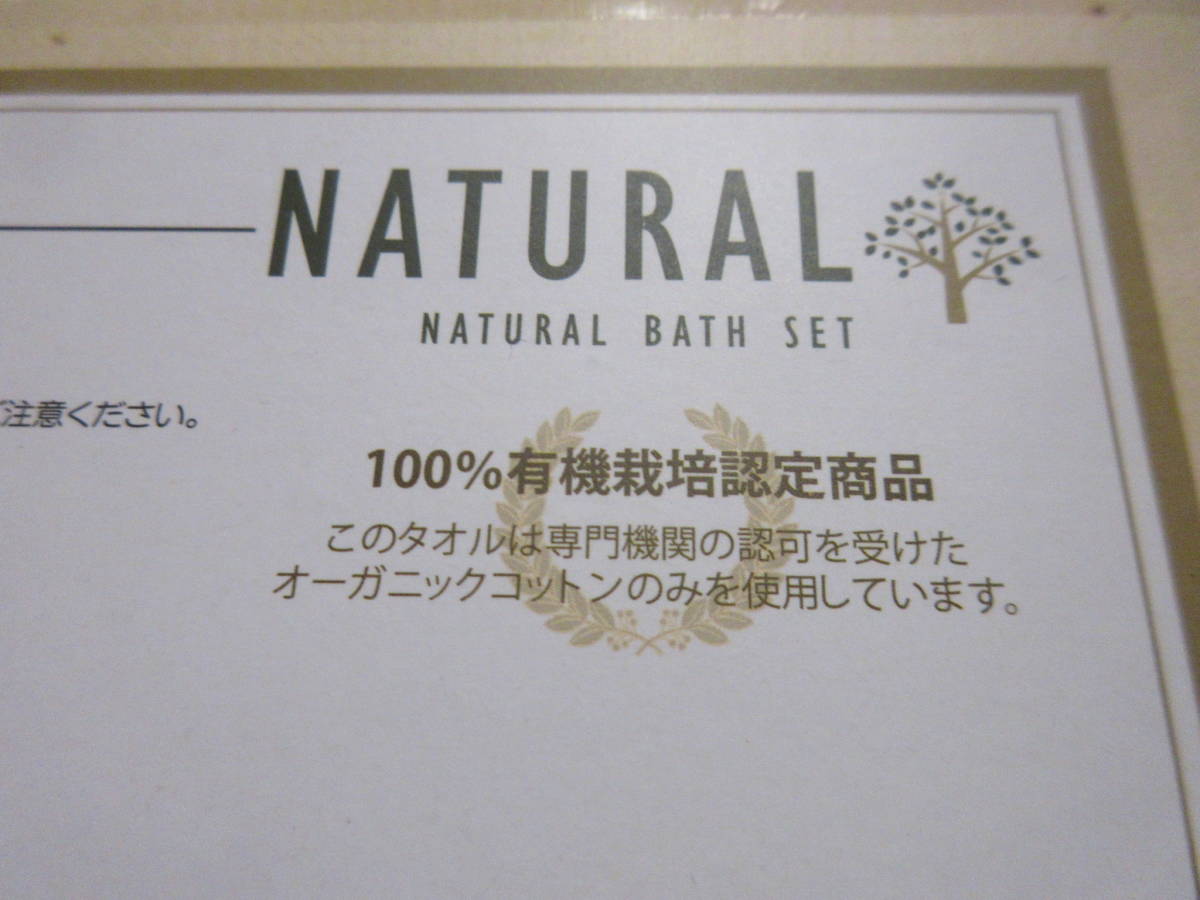 NATURAL
NATURAL BATH SET
注意ください。
100%有機栽培認定商品
このタオルは専門機関の認可を受けた
オーガニックコットンのみを使用しています。